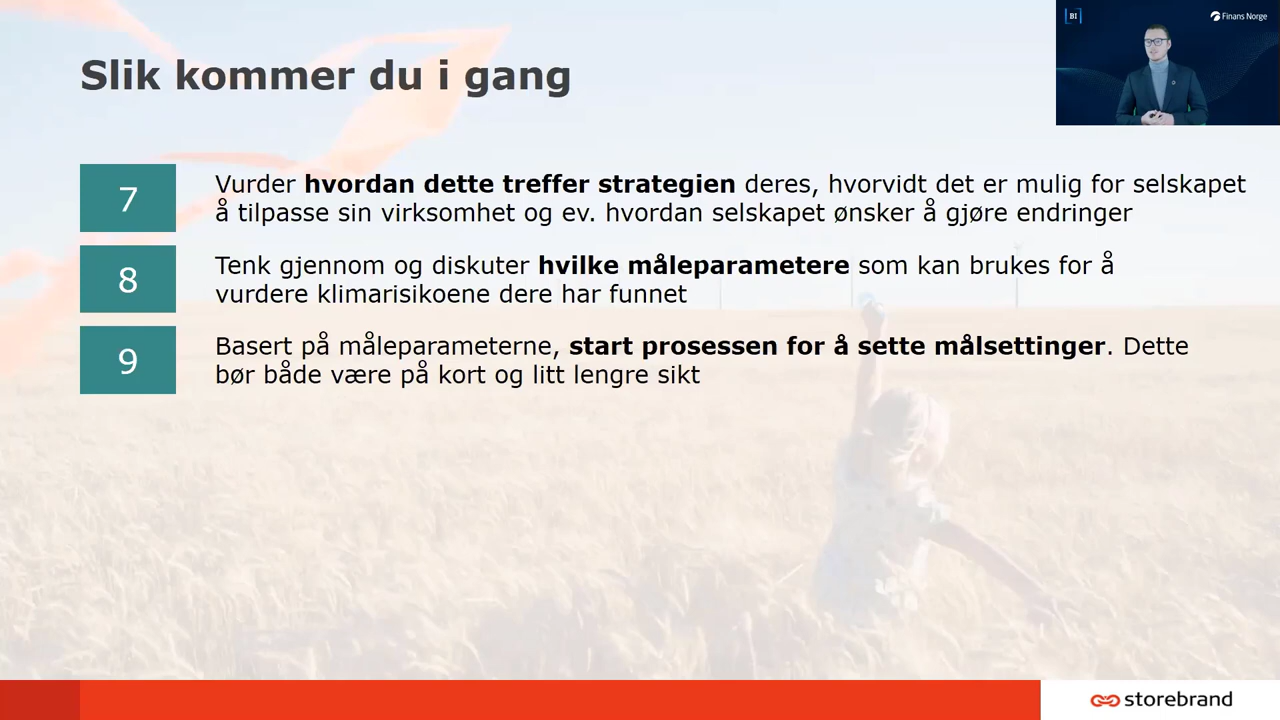 BI
Finans Norge
Slik kommer du i gang
7
Vurder hvordan dette treffer strategien deres, hvorvidt det er mulig for selskapet
å tilpasse sin virksomhet og ev. hvordan selskapet ønsker å gjøre endringer
8
Tenk gjennom og diskuter hvilke måleparametere som kan brukes for å
vurdere klimarisikoene dere har funnet
9
Basert på måleparameterne, start prosessen for å sette målsettinger. Dette
bør både være på kort og litt lengre sikt
storebrand